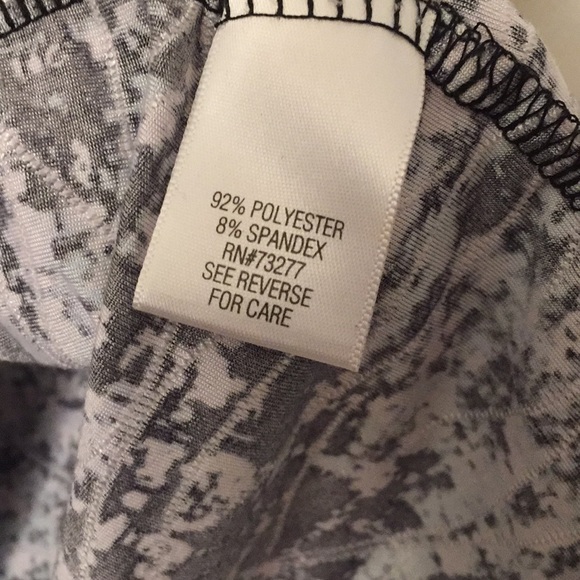 92% POLYESTER
8% SPANDEX
RN#73277
SEE REVERSE
FOR CARE